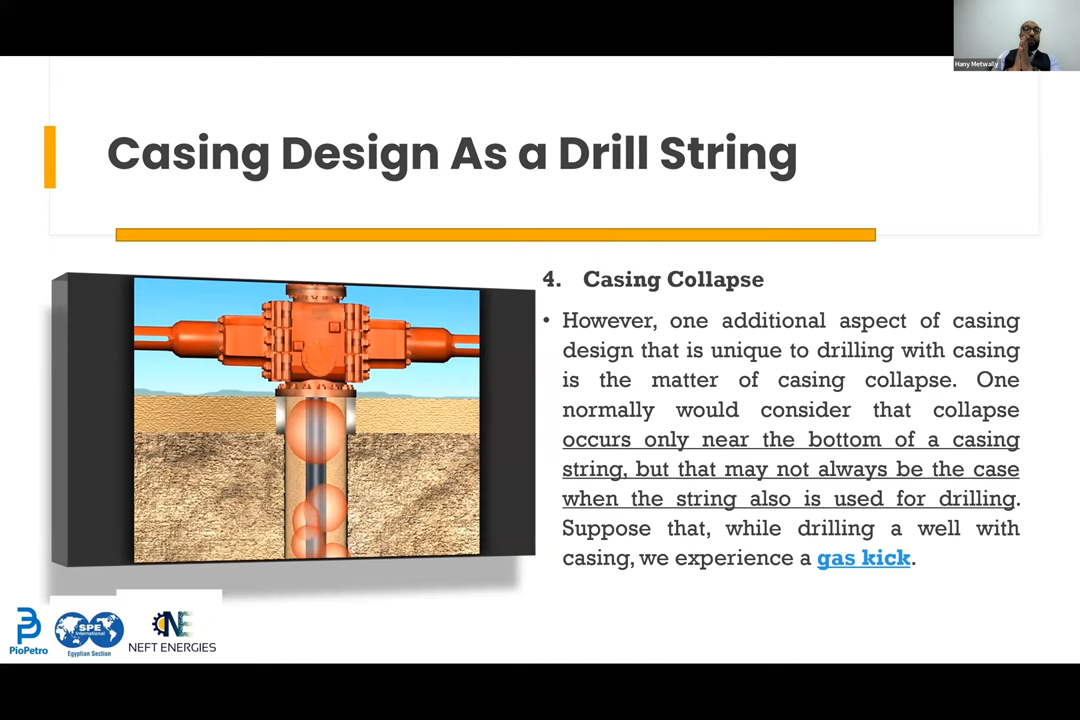 Hany Metwally
Casing Design As a Drill String
4. Casing Collapse
• However, one additional aspect of casing
design that is unique to drilling with casing
is the matter of casing collapse. One
normally would consider that collapse
occurs only near the bottom of a casing
string, but that may not always be the case
when the string also is used for drilling.
Suppose that, while drilling a well with
casing, we experience a gas kick.
PioPetro
SPE
International
Egyptian Section
NE
NEFT ENERGIES